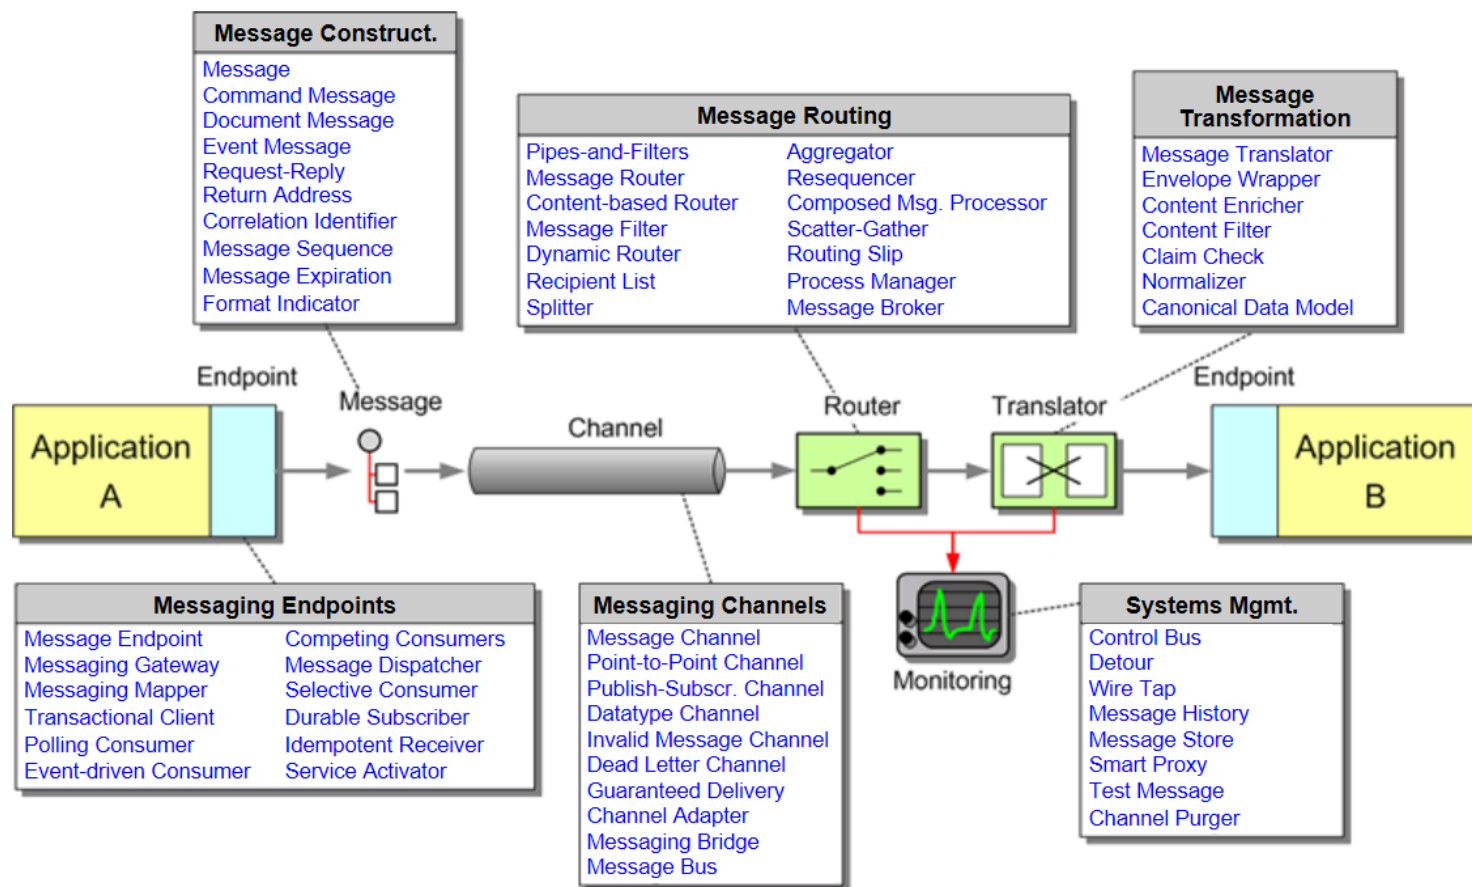 Message Construct.
Message
Command Message
Document Message
Event Message
Request-Reply
Return Address
Correlation Identifier
Message Sequence
Message Expiration
Format Indicator
Message Routing
Pipes-and-Filters
Message Router
Content-based Router
Message Filter
Dynamic Router
Recipient List
Splitter
Aggregator
Resequencer
Composed Msg. Processor
Scatter-Gather
Routing Slip
Process Manager
Message Broker
Message
Transformation
Message Translator
Envelope Wrapper
Content Enricher
Content Filter
Claim Check
Normalizer
Canonical Data Model
Endpoint
Message
Channel
Router
Translator
Endpoint
Application
A
Application
B
Messaging Endpoints
Message Endpoint
Messaging Gateway
Messaging Mapper
Transactional Client
Polling Consumer
Event-driven Consumer
Competing Consumers
Message Dispatcher
Selective Consumer
Durable Subscriber
Idempotent Receiver
Service Activator
Messaging Channels
Message Channel
Point-to-Point Channel
Publish-Subscr. Channel
Datatype Channel
Invalid Message Channel
Dead Letter Channel
Guaranteed Delivery
Channel Adapter
Messaging Bridge
Message Bus
Monitoring
Systems Mgmt.
Control Bus
Detour
Wire Tap
Message History
Message Store
Smart Proxy
Test Message
Channel Purger